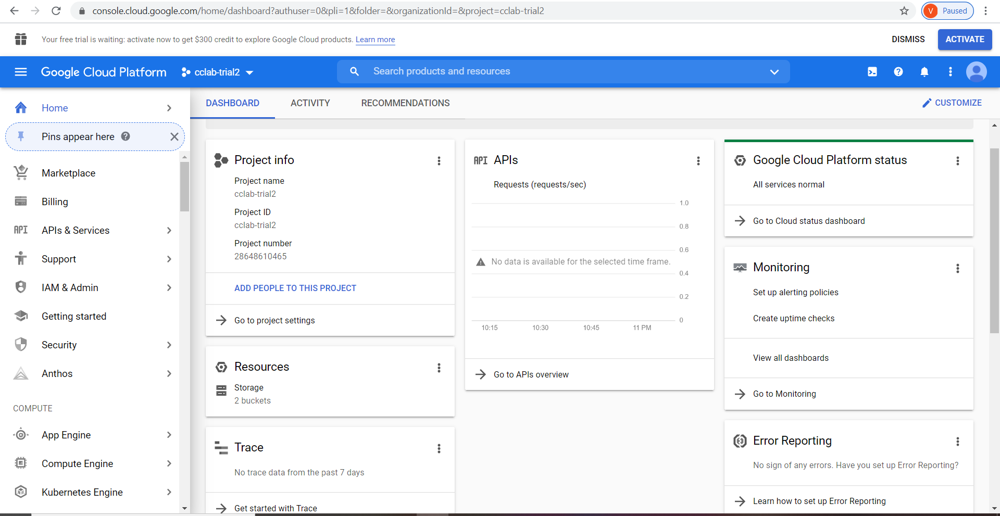 console.cloud.google.com/home/dashboard?authuser=0&pli=1&folder=&organizationId=&project=cclab-trial2
V Paused
Your free trial is waiting: activate now to get $300 credit to explore Google Cloud products. Learn more
DISMISS
ACTIVATE
Google Cloud Platform
cclab-trial2
Search products and resources
Home
Pins appear here
Marketplace
Billing
API APIs & Services
Support
IAM & Admin
Getting started
Security
Anthos
COMPUTE
App Engine
Compute Engine
Kubernetes Engine
DASHBOARD
ACTIVITY
RECOMMENDATIONS
CUSTOMIZE
Project info
Project name
cclab-trial2
Project ID
cclab-trial2
Project number
28648610465
ADD PEOPLE TO THIS PROJECT
Go to project settings
Resources
Storage
2 buckets
Trace
No trace data from the past 7 days
Get started with Trace
API APIs
Requests (requests/sec)
1.0
0.8
0.6
No data is available for the selected time frame.
0.4
0.2
0
10:15
10:30
10:45
11 PM
Go to APIs overview
Google Cloud Platform status
All services normal
Go to Cloud status dashboard
Monitoring
Set up alerting policies
Create uptime checks
View all dashboards
Go to Monitoring
Error Reporting
No sign of any errors. Have you set up Error Reporting?
Learn how to set up Error Reporting